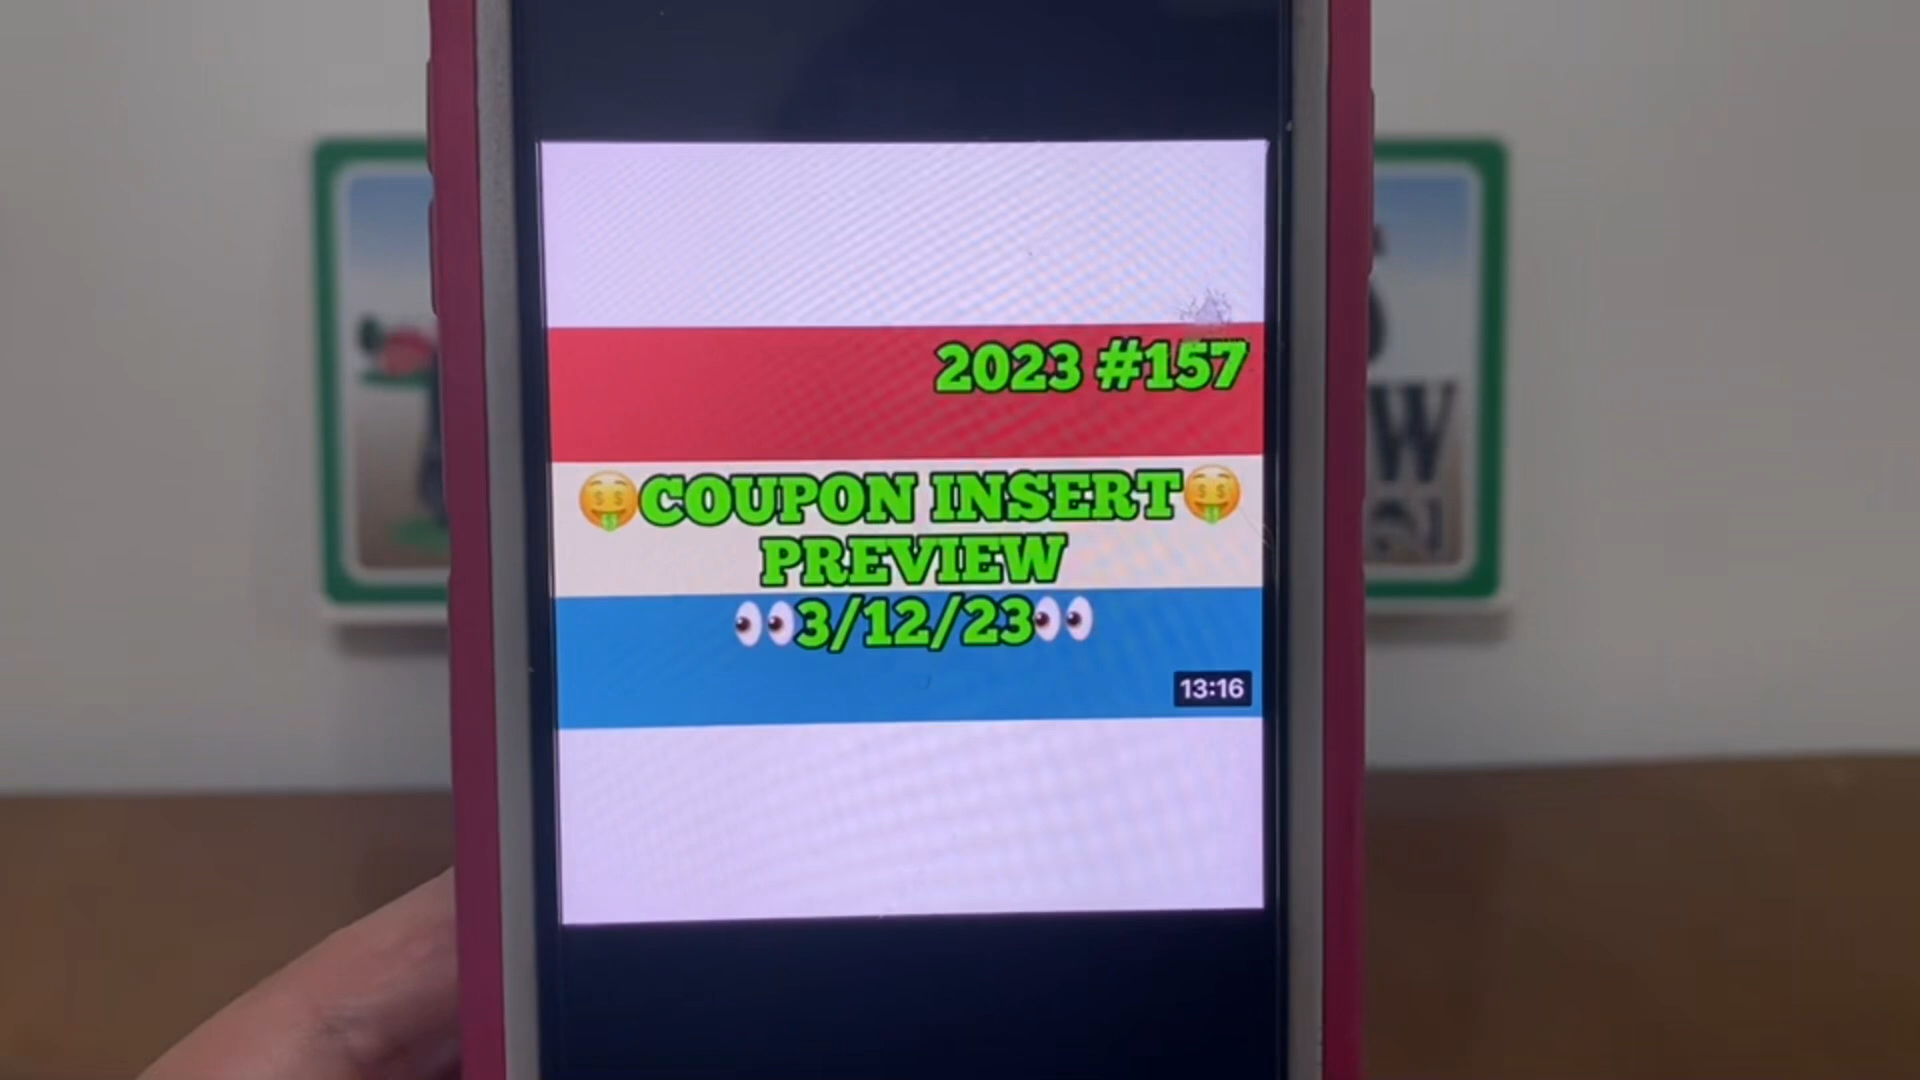 2023 #157
🤑COUPON INSERT🤑
PREVIEW
👀3/12/23👀
13:16
W